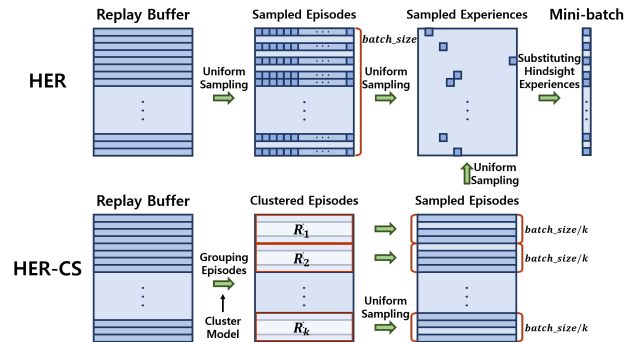 Replay Buffer
Sampled Episodes
Sampled Experiences
Mini-batch
HER
Uniform
Sampling
batch_size
Uniform
Sampling
Substituting
Hindsight
Experiences
Uniform
Sampling
Replay Buffer
Clustered Episodes
Sampled Episodes
HER-CS
Grouping
Episodes
Cluster
Model
R1
R2
Rk
Uniform
Sampling
batch_size/k
batch_size/k
batch_size/k